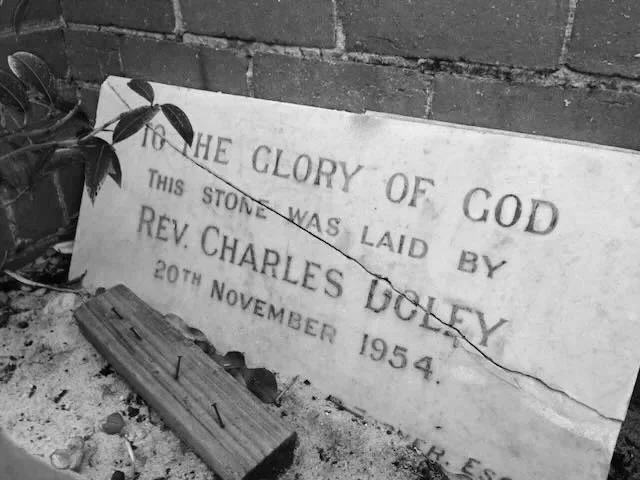 TO THE GLORY OF GOD
THIS STONE WAS LAID BY
REV. CHARLES DOLEY
20TH NOVEMBER 1954.